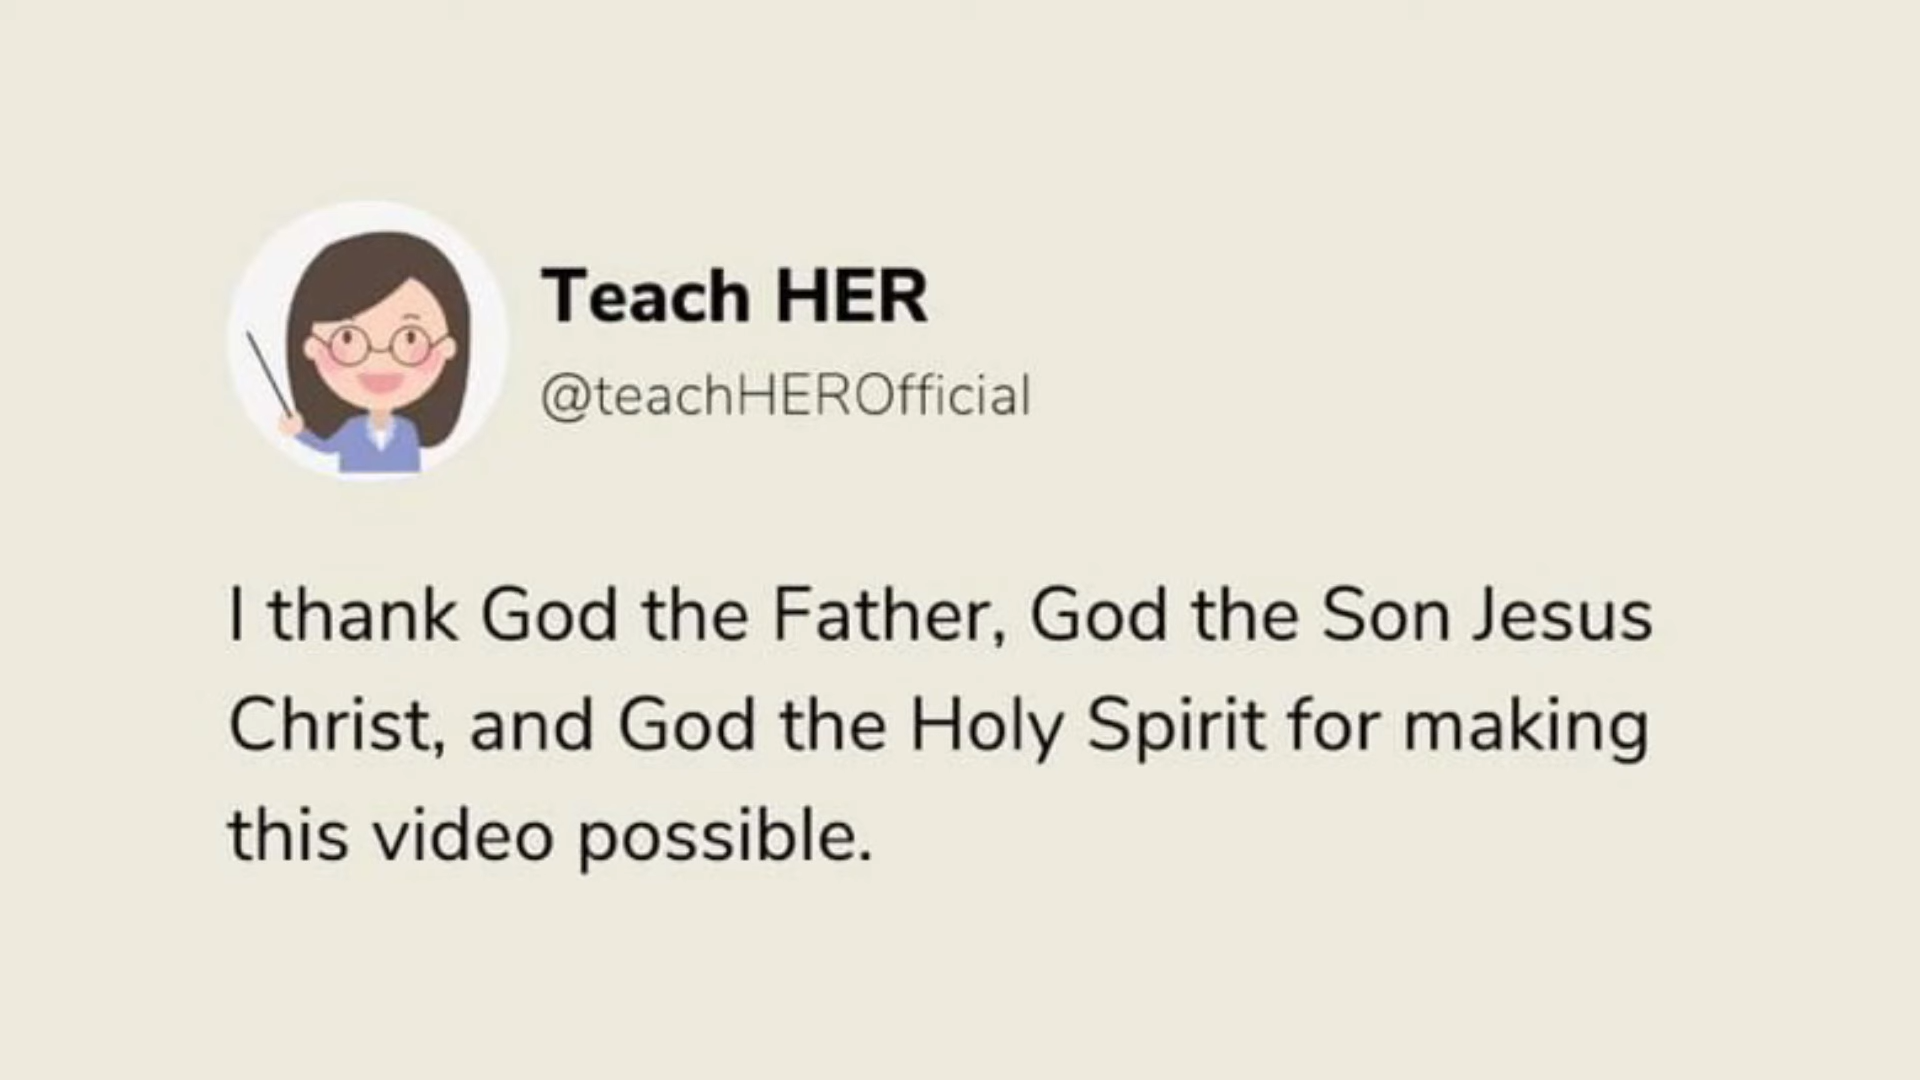 Teach HER
@teachHEROfficial
I thank God the Father, God the Son Jesus
Christ, and God the Holy Spirit for making
this video possible.